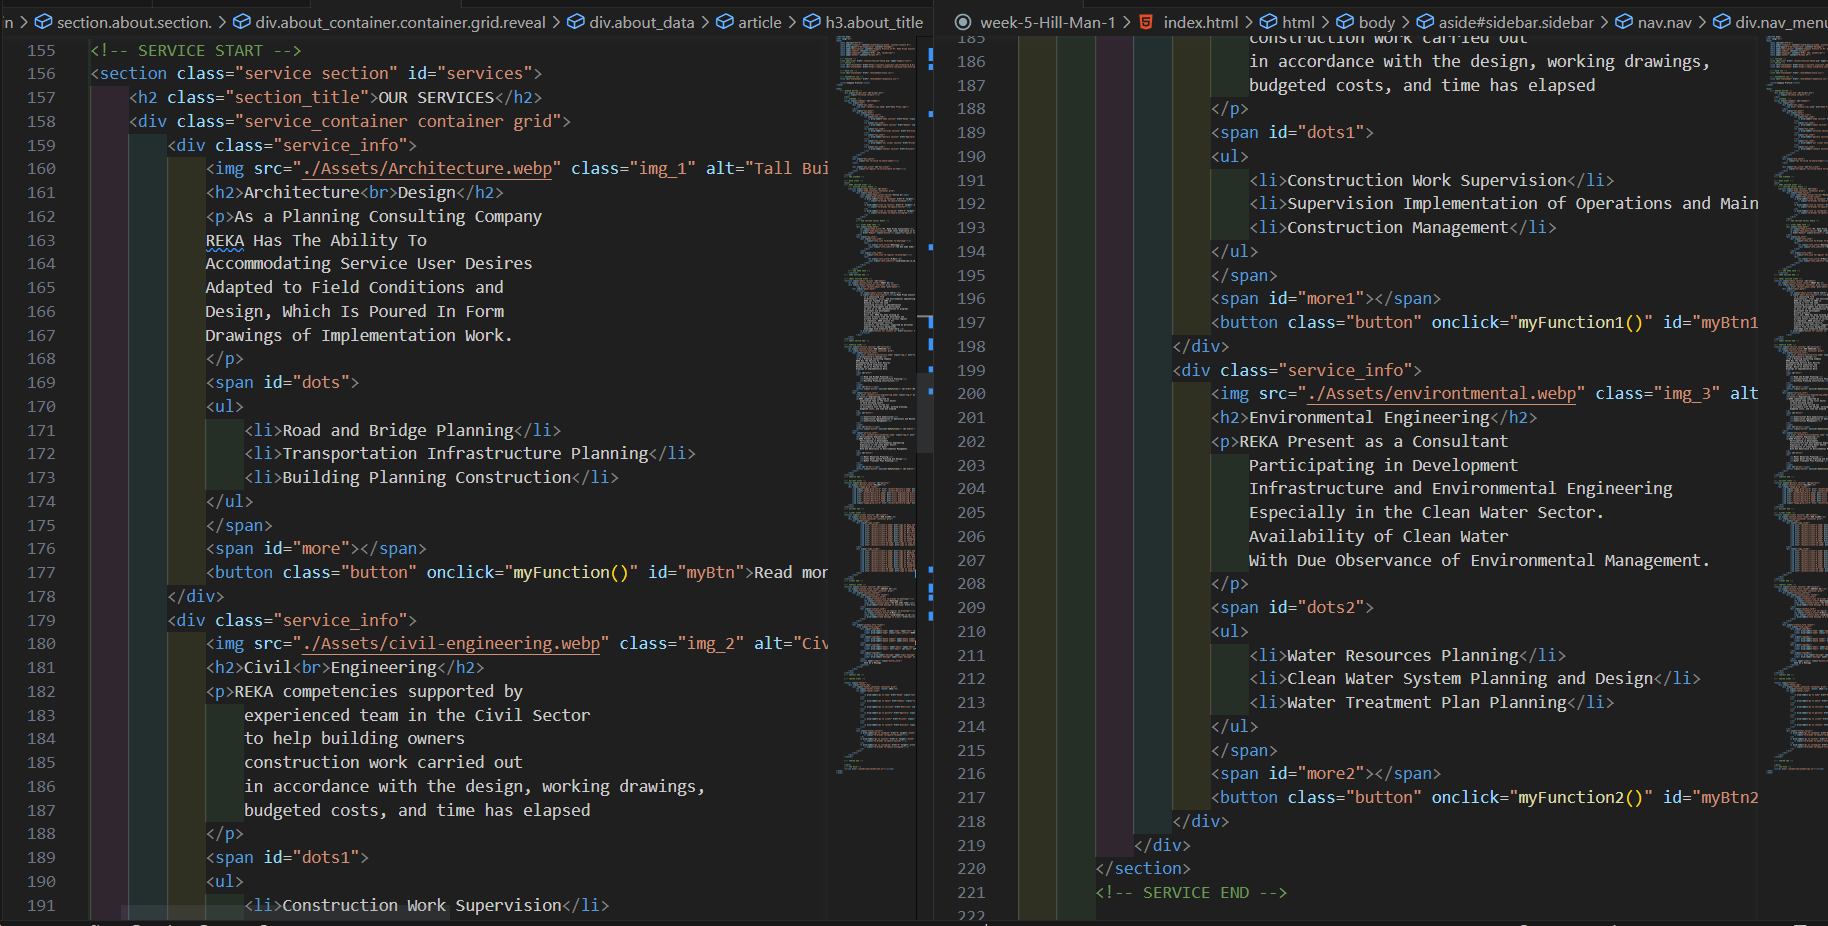 in > section.about.section. > div.about_container.container.grid.reveal > div.about_data > article > h3.about_title
155 <!-- SERVICE START -->
156 <section class="service section" id="services">
157 <h2 class="section_title">OUR SERVICES</h2>
158 <div class="service_container container grid">
159 <div class="service_info">
160 <img src="./Assets/Architecture.webp" class="img_1" alt="Tall Bui
161 <h2>Architecture<br>Design</h2>
162 <p>As a Planning Consulting Company
163 REKA Has The Ability To
164 Accommodating Service User Desires
165 Adapted to Field Conditions and
166 Design, Which Is Poured In Form
167 Drawings of Implementation Work.
168 </p>
169 <span id="dots">
170 <ul>
171 <li>Road and Bridge Planning</li>
172 <li>Transportation Infrastructure Planning</li>
173 <li>Building Planning Construction</li>
174 </ul>
175 </span>
176 <span id="more"></span>
177 <button class="button" onclick="myFunction()" id="myBtn">Read mor
178 </div>
179 <div class="service_info">
180 <img src="./Assets/civil-engineering.webp" class="img_2" alt="Civ
181 <h2>Civil<br>Engineering</h2>
182 <p>REKA competencies supported by
183 experienced team in the Civil Sector
184 to help building owners
185 construction work carried out
186 in accordance with the design, working drawings,
187 budgeted costs, and time has elapsed
188 </p>
189 <span id="dots1">
190 <ul>
191 <li>Construction Work Supervision</li>
week-5-Hill-Man-1 > index.html > html > body > aside#sidebar.sidebar > nav.nav > div.nav_menu
185 construction work carried out
186 in accordance with the design, working drawings,
187 budgeted costs, and time has elapsed
188 </p>
189 <span id="dots1">
190 <ul>
191 <li>Construction Work Supervision</li>
192 <li>Supervision Implementation of Operations and Main
193 <li>Construction Management</li>
194 </ul>
195 </span>
196 <span id="more1"></span>
197 <button class="button" onclick="myFunction1()" id="myBtn1
198 </div>
199 <div class="service_info">
200 <img src="./Assets/environtmental.webp" class="img_3" alt
201 <h2>Environmental Engineering</h2>
202 <p>REKA Present as a Consultant
203 Participating in Development
204 Infrastructure and Environmental Engineering
205 Especially in the Clean Water Sector.
206 Availability of Clean Water
207 With Due Observance of Environmental Management.
208 </p>
209 <span id="dots2">
210 <ul>
211 <li>Water Resources Planning</li>
212 <li>Clean Water System Planning and Design</li>
213 <li>Water Treatment Plan Planning</li>
214 </ul>
215 </span>
216 <span id="more2"></span>
217 <button class="button" onclick="myFunction2()" id="myBtn2
218 </div>
219 </div>
220 </section>
221 <!-- SERVICE END -->
222